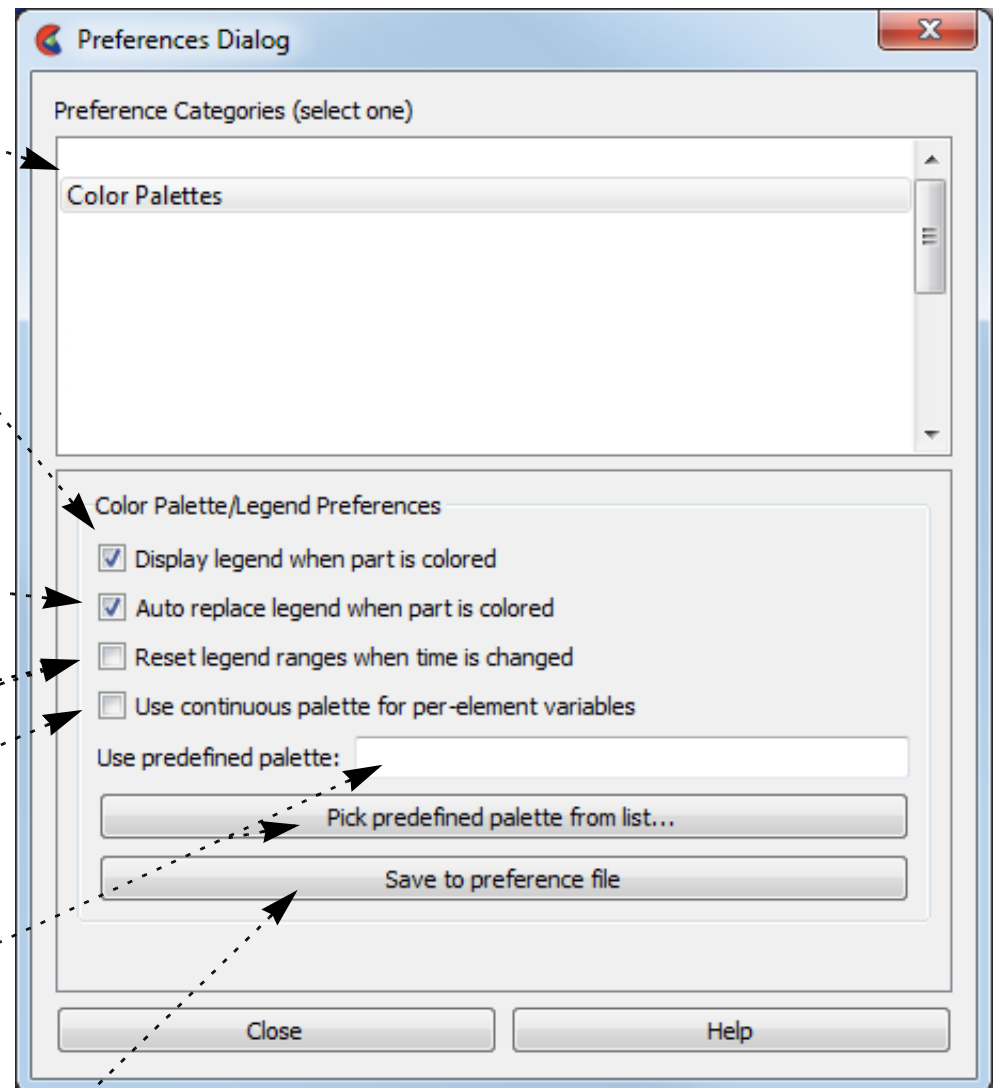 Preferences Dialog
Preference Categories (select one)
Color Palettes
Color Palette/Legend Preferences
Display legend when part is colored
Auto replace legend when part is colored
Reset legend ranges when time is changed
Use continuous palette for per-element variables
Use predefined palette:
Pick predefined palette from list...
Save to preference file
Close
Help